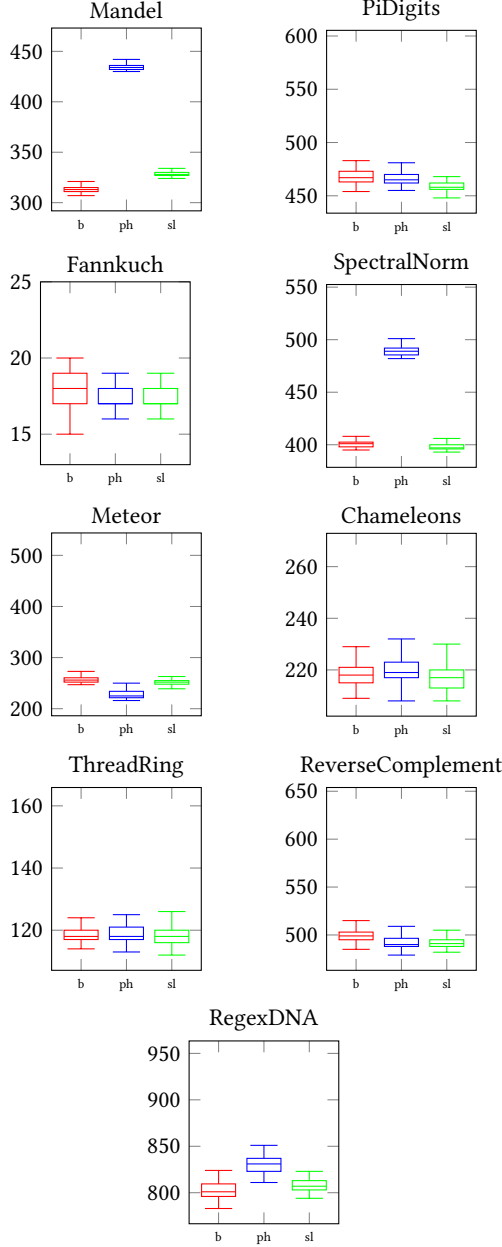 Mandel
450
400
350
300
b ph sl
PiDigits
600
550
500
450
b ph sl
Fannkuch
25
20
15
b ph sl
SpectralNorm
550
500
450
400
b ph sl
Meteor
500
400
300
200
b ph sl
Chameleons
260
240
220
b ph sl
ThreadRing
160
140
120
b ph sl
ReverseComplement
650
600
550
500
b ph sl
RegexDNA
950
900
850
800
b ph sl